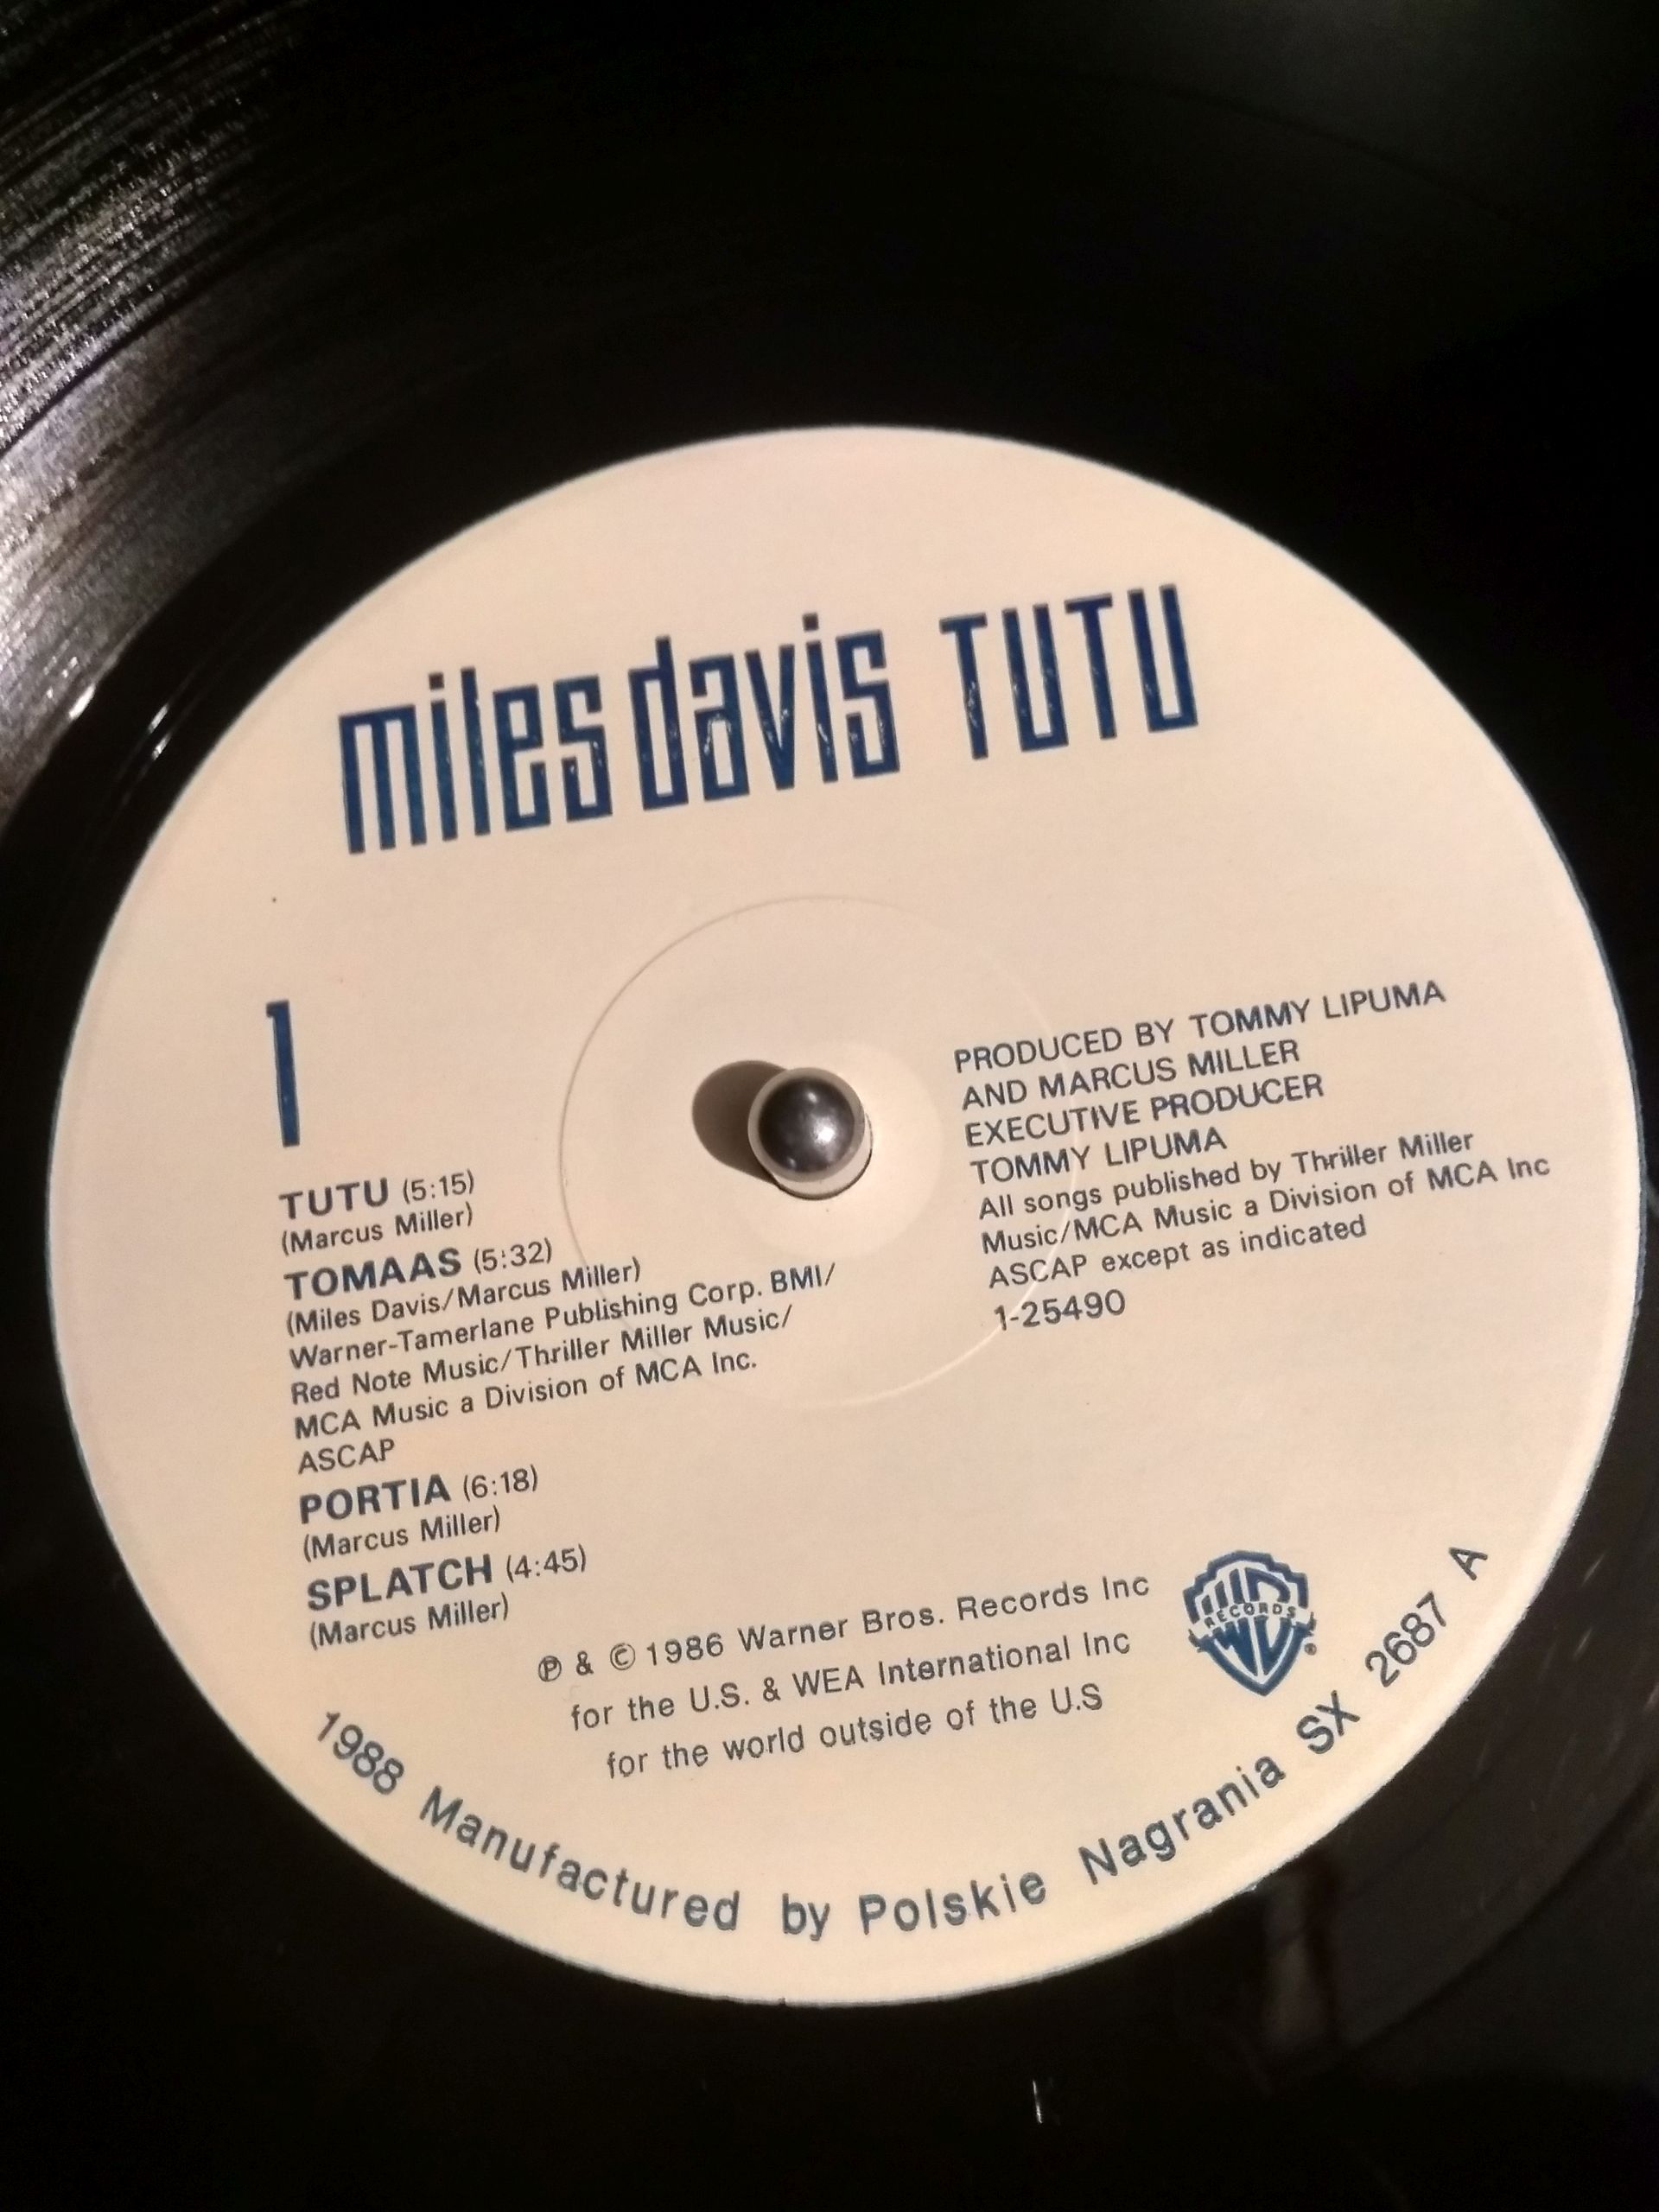 miles davis TUTU
1
TUTU (5:15)
(Marcus Miller)
TOMAAS (5:32)
(Miles Davis/Marcus Miller)
Warner-Tamerlane Publishing Corp. BMI/
Red Note Music/Thriller Miller Music/
MCA Music a Division of MCA Inc.
ASCAP
PORTIA (6:18)
(Marcus Miller)
SPLATCH (4:45)
(Marcus Miller)
PRODUCED BY TOMMY LIPUMA
AND MARCUS MILLER
EXECUTIVE PRODUCER
TOMMY LIPUMA
All songs published by Thriller Miller
Music/MCA Music a Division of MCA Inc
ASCAP except as indicated
1-25490
℗ & © 1986 Warner Bros. Records Inc
for the U.S. & WEA International Inc
for the world outside of the U.S
WB
RECORDS
®
1988 Manufactured by Polskie Nagrania SX 2687 A